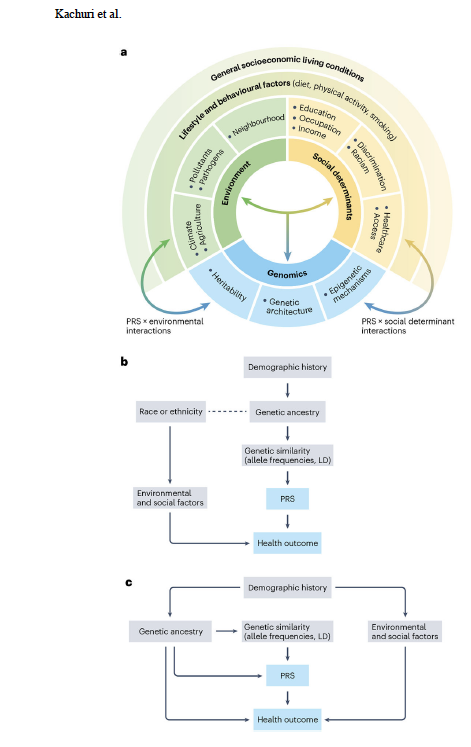 Kachuri et al.
a
General socioeconomic living conditions
Lifestyle and behavioural factors (diet, physical activity, smoking)
• Neighbourhood
• Education
• Occupation
• Income
• Pollutants
• Pathogens
• Discrimination
• Racism
Environment
Social determinants
• Climate
• Agriculture
• Healthcare
• Access
Genomics
• Heritability
• Genetic
architecture
• Epigenetic
mechanisms
PRS × environmental
interactions
PRS × social determinant
interactions
b
Demographic history
Race or ethnicity
Genetic ancestry
Genetic similarity
(allele frequencies, LD)
Environmental
and social factors
PRS
Health outcome
c
Demographic history
Genetic ancestry
Genetic similarity
(allele frequencies, LD)
Environmental
and social factors
PRS
Health outcome